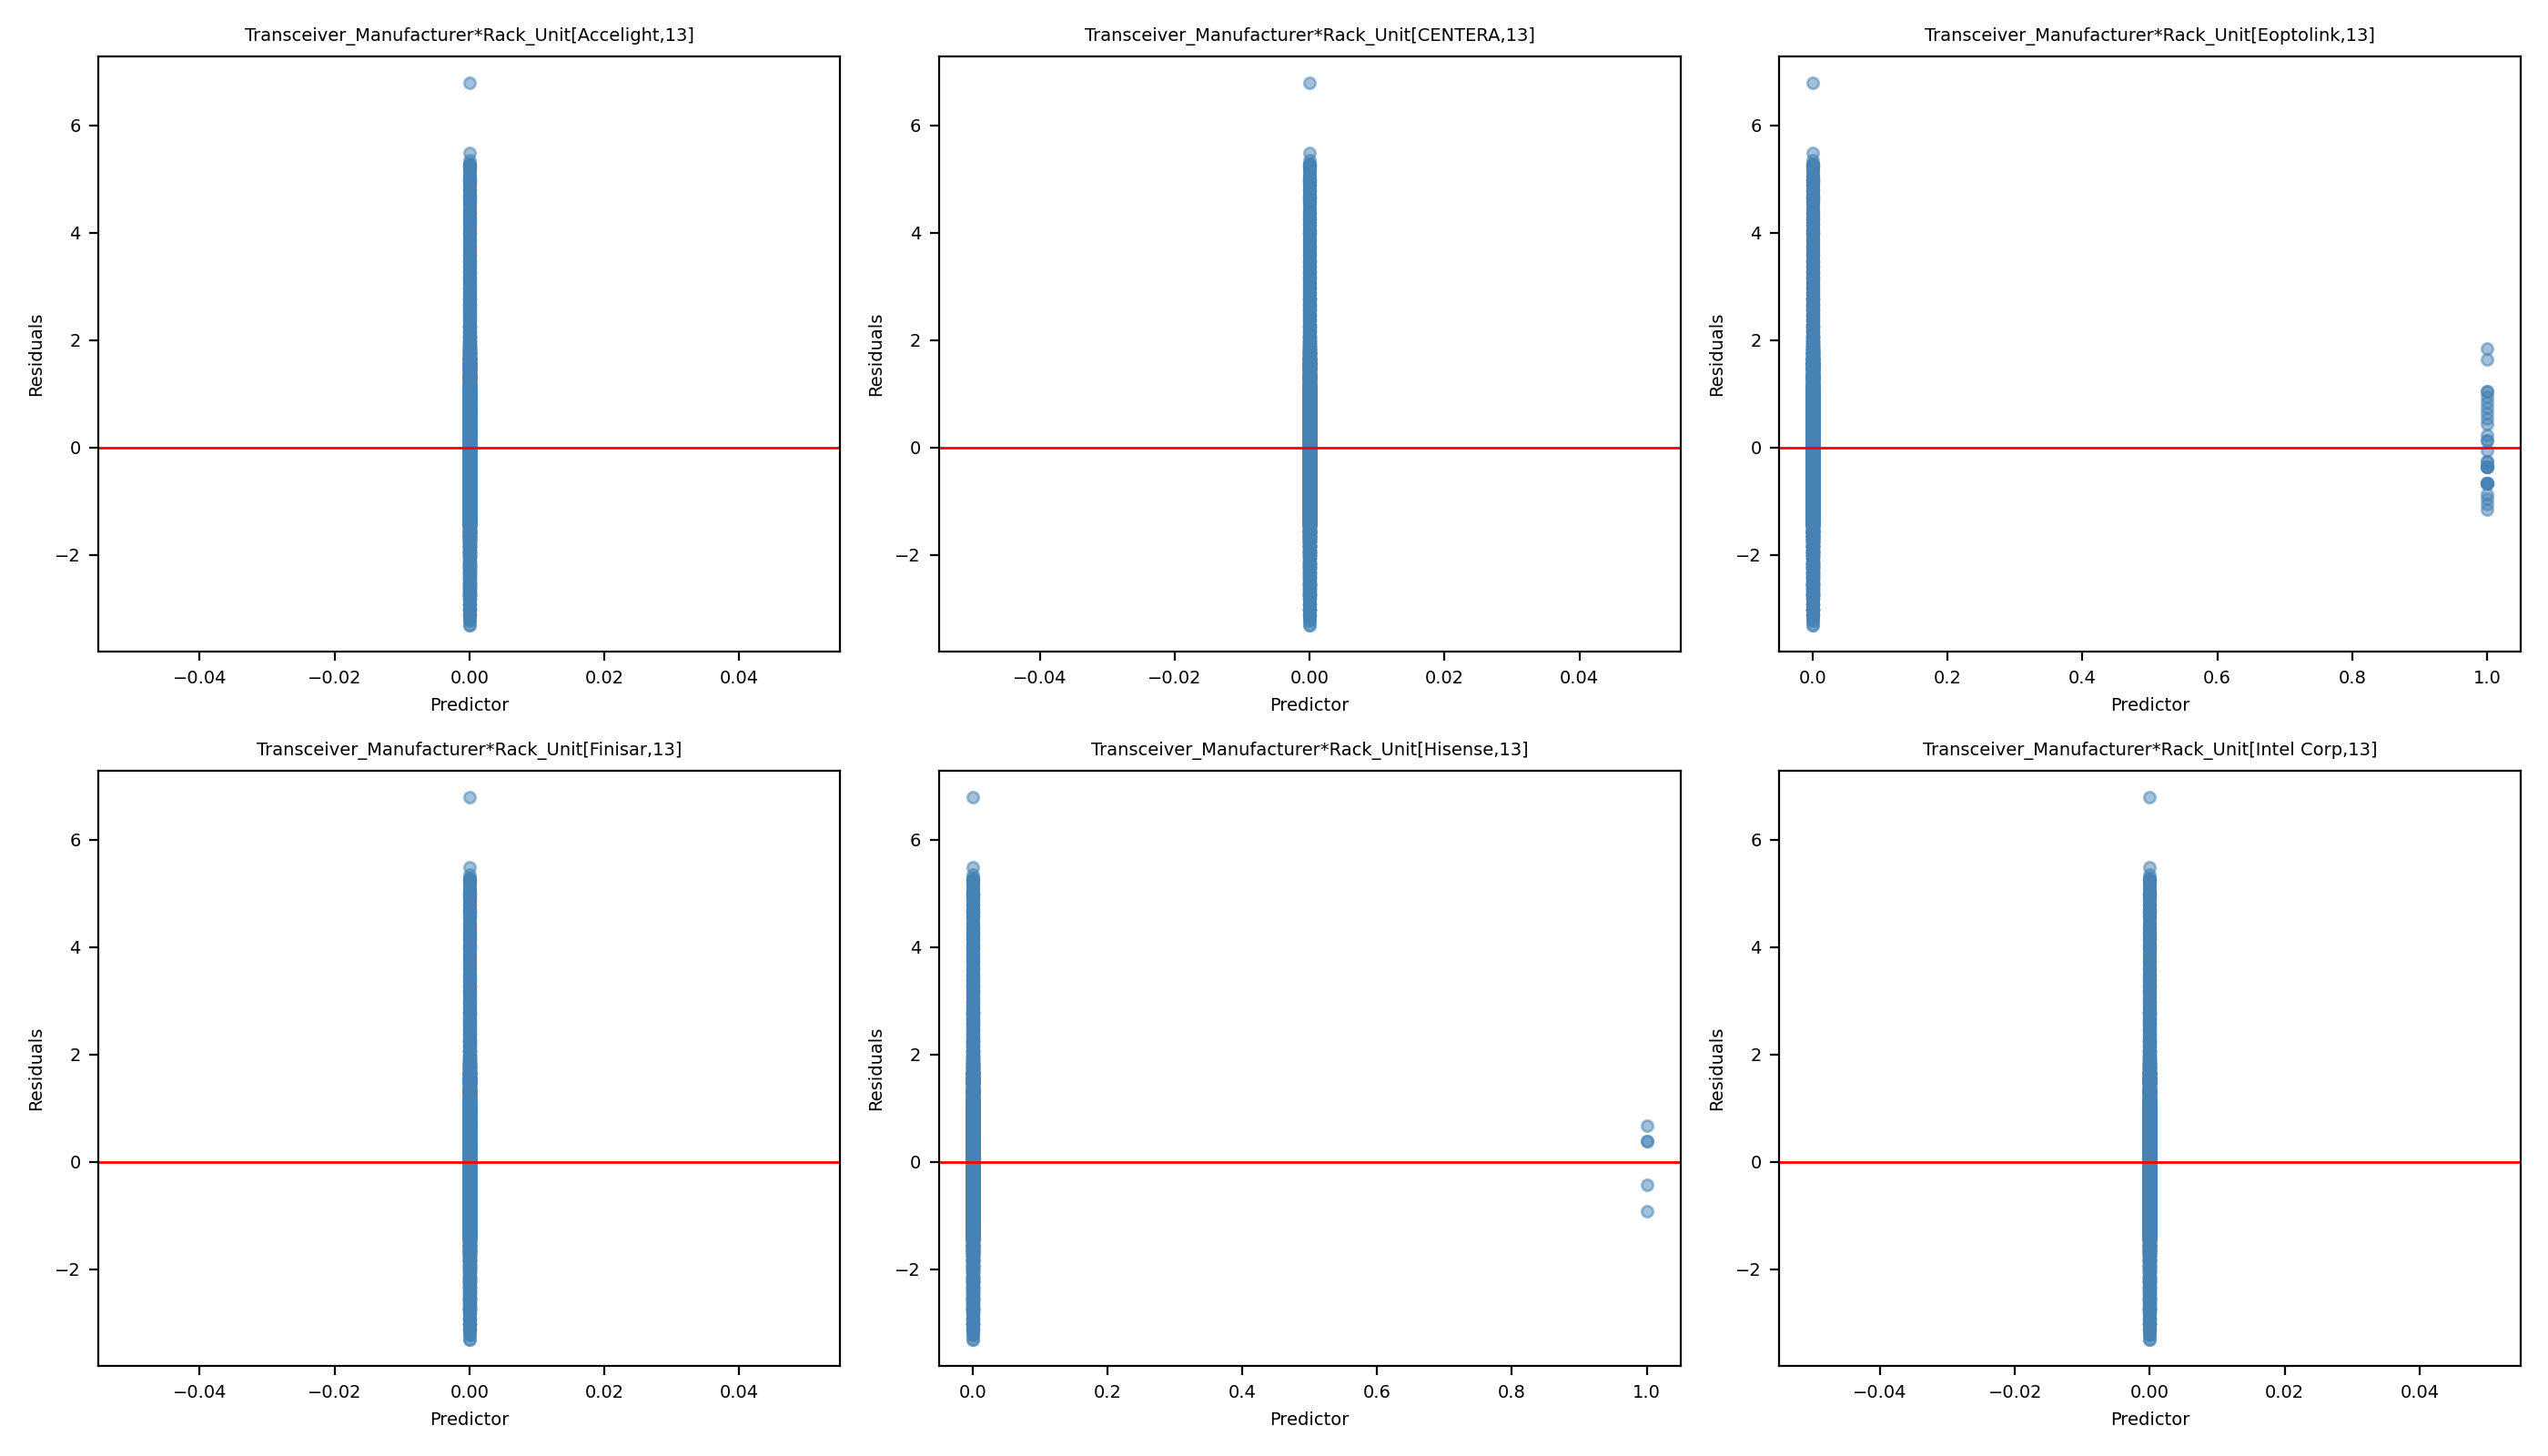 Transceiver_Manufacturer*Rack_Unit[Accelight,13]
Residuals
6
4
2
0
−2
−0.04 −0.02 0.00 0.02 0.04
Predictor
Transceiver_Manufacturer*Rack_Unit[CENTERA,13]
Residuals
6
4
2
0
−2
−0.04 −0.02 0.00 0.02 0.04
Predictor
Transceiver_Manufacturer*Rack_Unit[Eoptolink,13]
Residuals
6
4
2
0
−2
0.0 0.2 0.4 0.6 0.8 1.0
Predictor
Transceiver_Manufacturer*Rack_Unit[Finisar,13]
Residuals
6
4
2
0
−2
−0.04 −0.02 0.00 0.02 0.04
Predictor
Transceiver_Manufacturer*Rack_Unit[Hisense,13]
Residuals
6
4
2
0
−2
0.0 0.2 0.4 0.6 0.8 1.0
Predictor
Transceiver_Manufacturer*Rack_Unit[Intel Corp,13]
Residuals
6
4
2
0
−2
−0.04 −0.02 0.00 0.02 0.04
Predictor